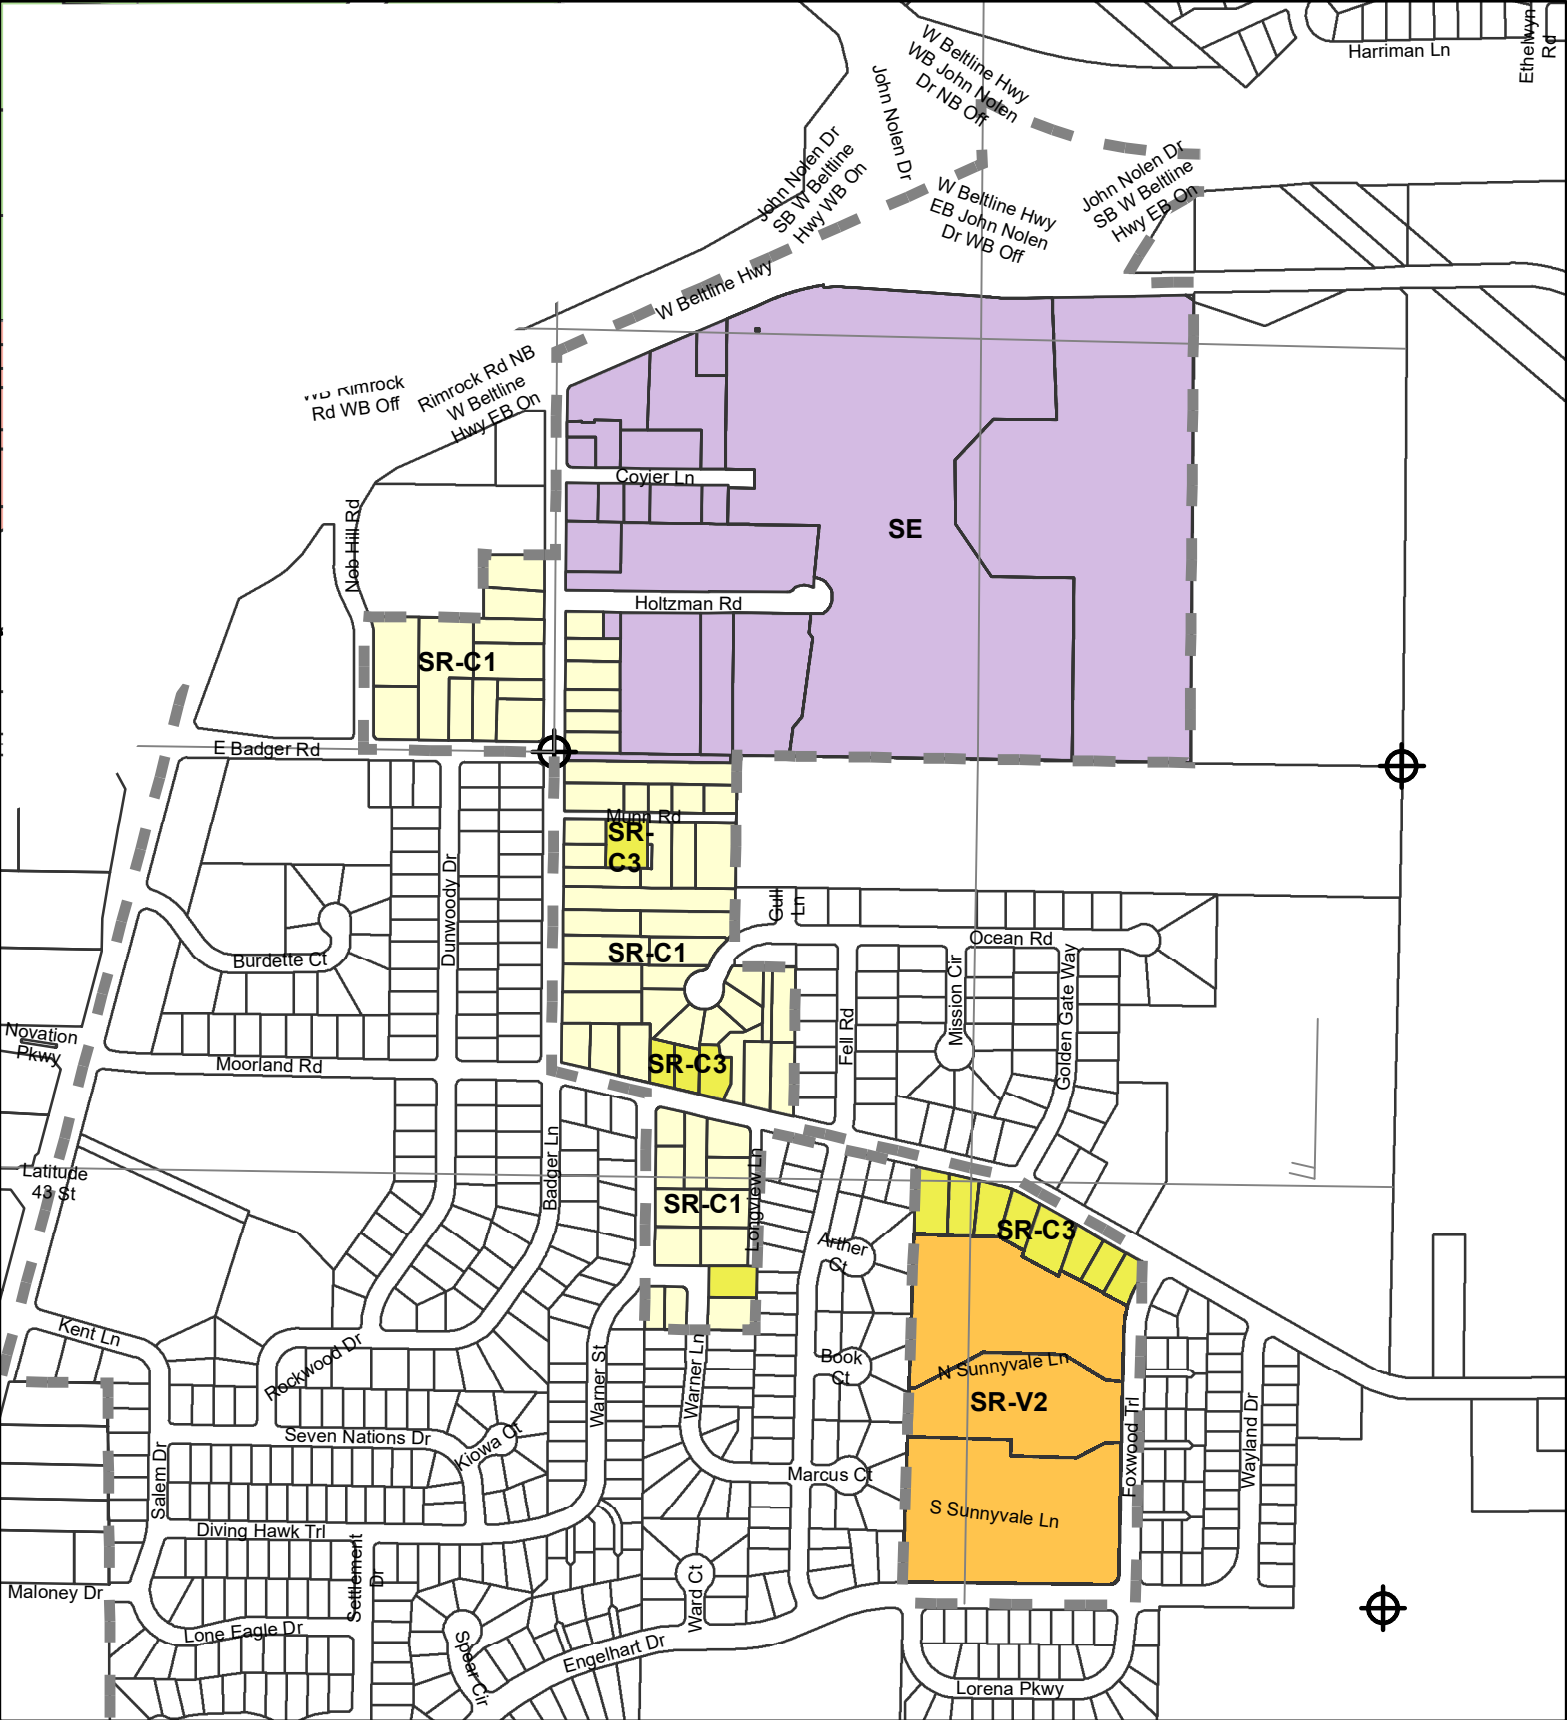 Harriman Ln
Ethelwyn
Rd
W Beltline Hwy
WB John Nolen
Dr NB Off
John Nolen Dr
John Nolen Dr
SB W Beltline
Hwy WB On
W Beltline Hwy
EB John Nolen
Dr WB Off
John Nolen Dr
SB W Beltline
Hwy EB On
W Beltline Hwy
WB Rimrock
Rd WB Off
Rimrock Rd NB
W Beltline
Hwy EB On
Coyier Ln
SE
Nob Hill Rd
Holtzman Rd
SR-C1
E Badger Rd
Munn Rd
SR-
C3
Dunwoody Dr
Gull
Ln
Burdette Ct
SR-C1
Ocean Rd
Mission Cir
Golden Gate Way
Fell Rd
Novation
Pkwy
Moorland Rd
SR-C3
Badger Ln
Longview Ln
Latitude
43 St
SR-C1
SR-C3
Arther
Ct
Kent Ln
Rockwood Dr
Warner St
Warner Ln
Book
Ct
N Sunnyvale Ln
SR-V2
Foxwood Trl
Wayland Dr
Seven Nations Dr
Kiowa Ct
Salem Dr
Marcus Ct
S Sunnyvale Ln
Diving Hawk Trl
Settlement
Dr
Maloney Dr
Ward Ct
Lone Eagle Dr
Spear Cir
Engelhart Dr
Lorena Pkwy